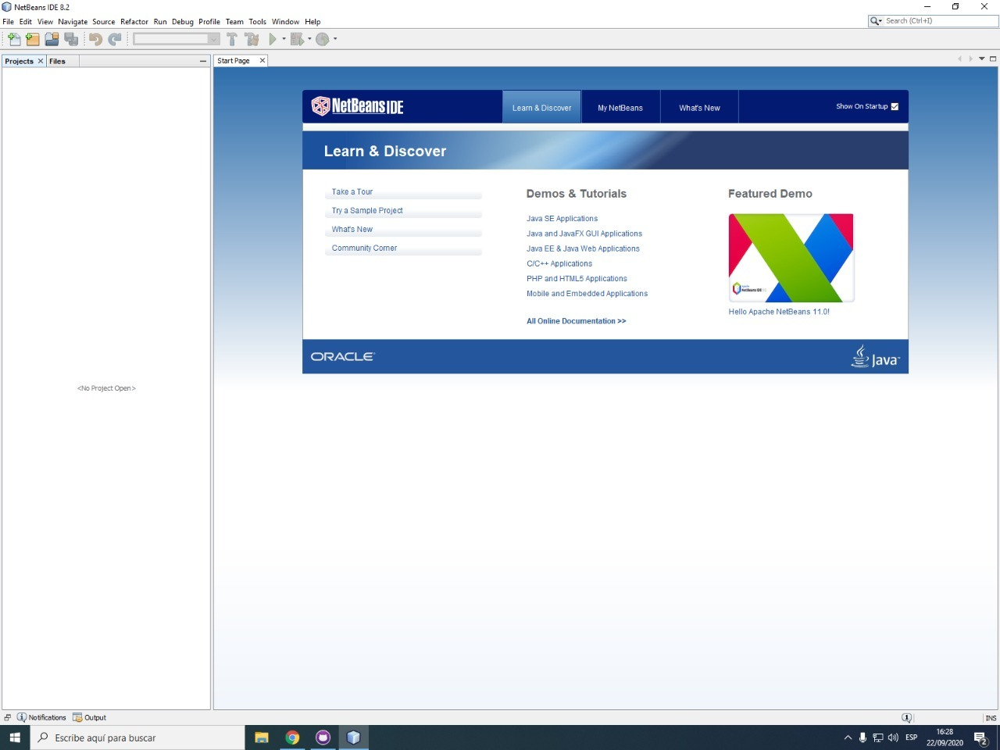 NetBeans IDE 8.2
File Edit View Navigate Source Refactor Run Debug Profile Team Tools Window Help
Search (Ctrl+I)
Projects Files
Start Page
NetBeans IDE
Learn & Discover
My NetBeans
What's New
Show On Startup
Learn & Discover
Take a Tour
Try a Sample Project
What's New
Community Corner
Demos & Tutorials
Java SE Applications
Java and JavaFX GUI Applications
Java EE & Java Web Applications
C/C++ Applications
PHP and HTML5 Applications
Mobile and Embedded Applications
All Online Documentation >>
Featured Demo
NetBeans IDE
Hello Apache NetBeans 11.0!
ORACLE
Java
<No Project Open>
Notifications Output
1
INS
Escribe aquí para buscar
ESP
16:28
22/09/2020
2